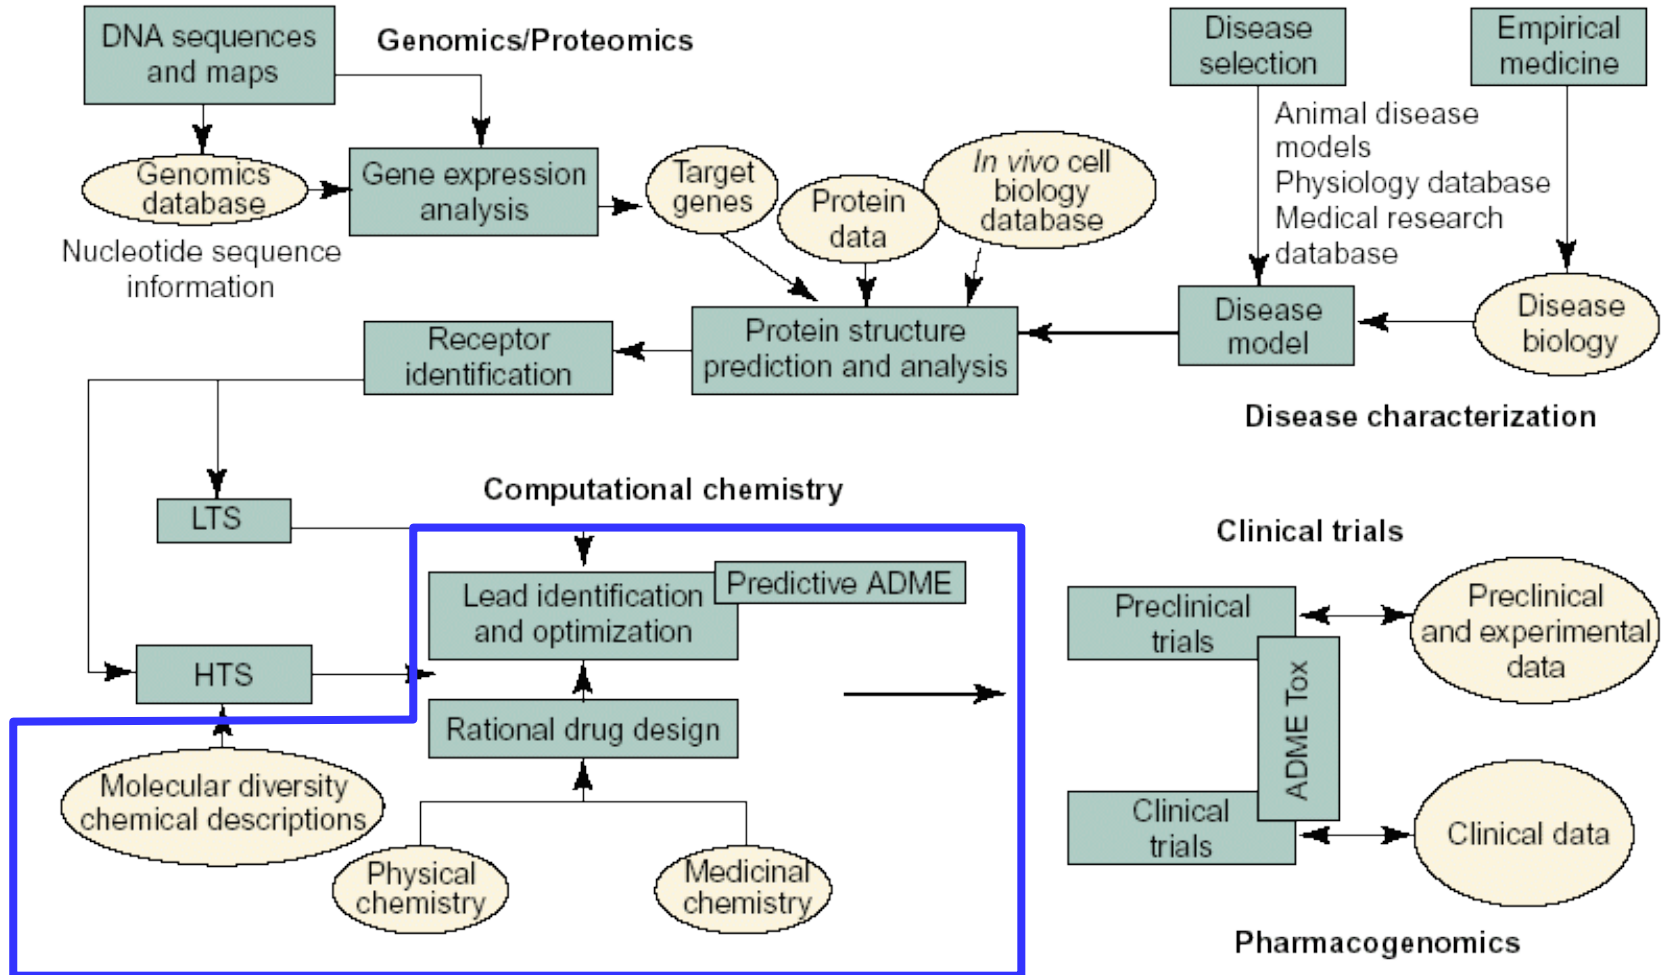 DNA sequences
and maps
Genomics/Proteomics
Disease
selection
Empirical
medicine
Animal disease
models
Physiology database
Medical research
database
Genomics
database
Nucleotide sequence
information
Gene expression
analysis
Target
genes
Protein
data
In vivo cell
biology
database
Receptor
identification
Protein structure
prediction and analysis
Disease
model
Disease
biology
Disease characterization
Computational chemistry
LTS
Lead identification
and optimization
Predictive ADME
HTS
Rational drug design
Molecular diversity
chemical descriptions
Physical
chemistry
Medicinal
chemistry
Clinical trials
Preclinical
trials
Preclinical
and experimental
data
ADME Tox
Clinical
trials
Clinical data
Pharmacogenomics